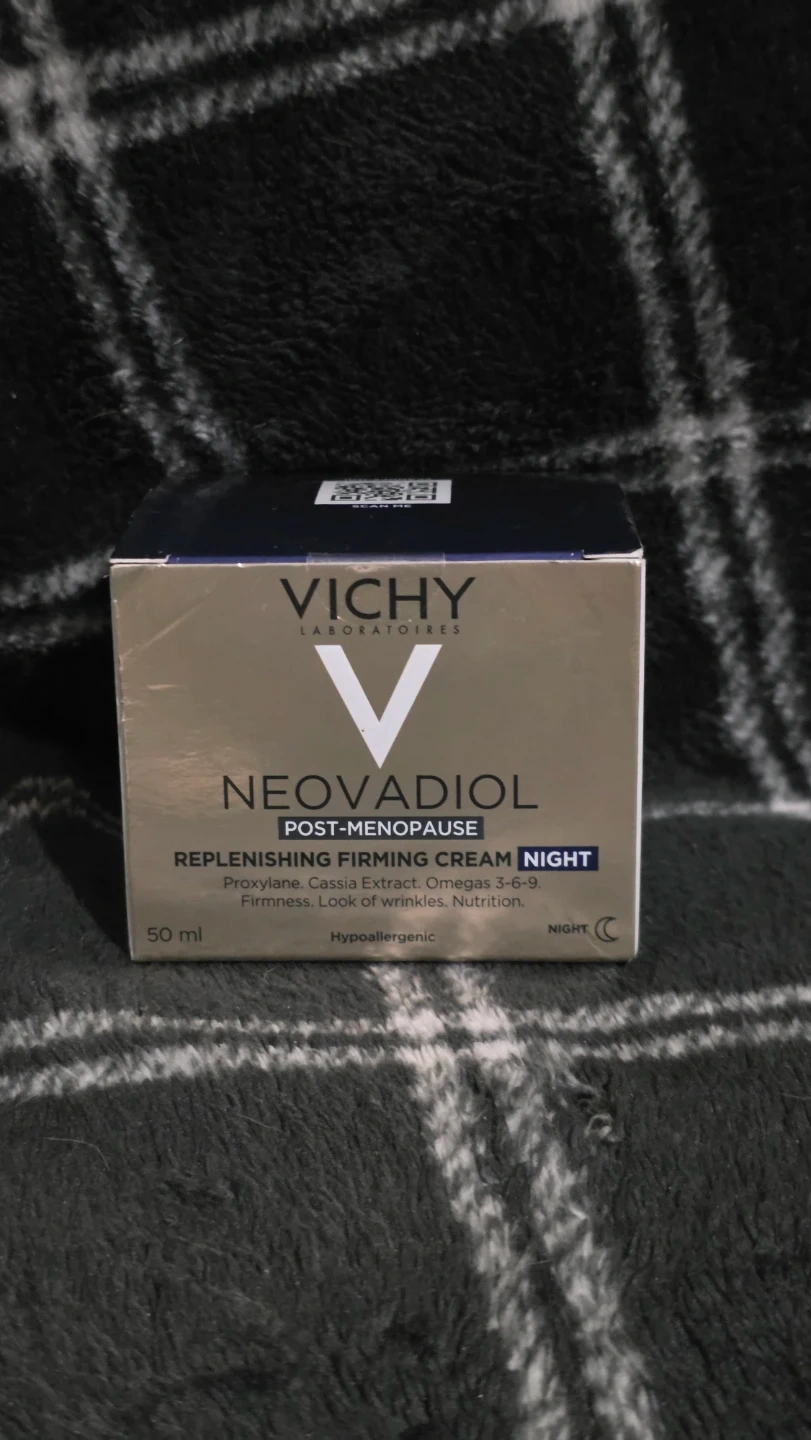 SCAN ME
VICHY
LABORATOIRES
V
NEOVADIOL
POST-MENOPAUSE
REPLENISHING FIRMING CREAM NIGHT
Proxylane. Cassia Extract. Omegas 3-6-9.
Firmness. Look of wrinkles. Nutrition.
50 ml Hypoallergenic NIGHT